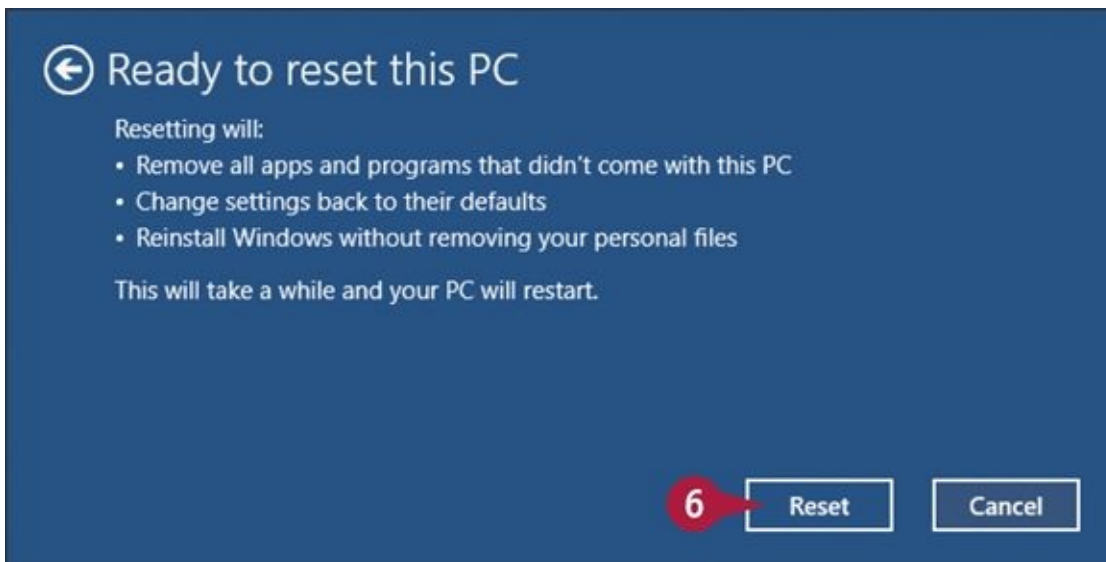 Ready to reset this PC
Resetting will:
• Remove all apps and programs that didn't come with this PC
• Change settings back to their defaults
• Reinstall Windows without removing your personal files
This will take a while and your PC will restart.
6 Reset Cancel